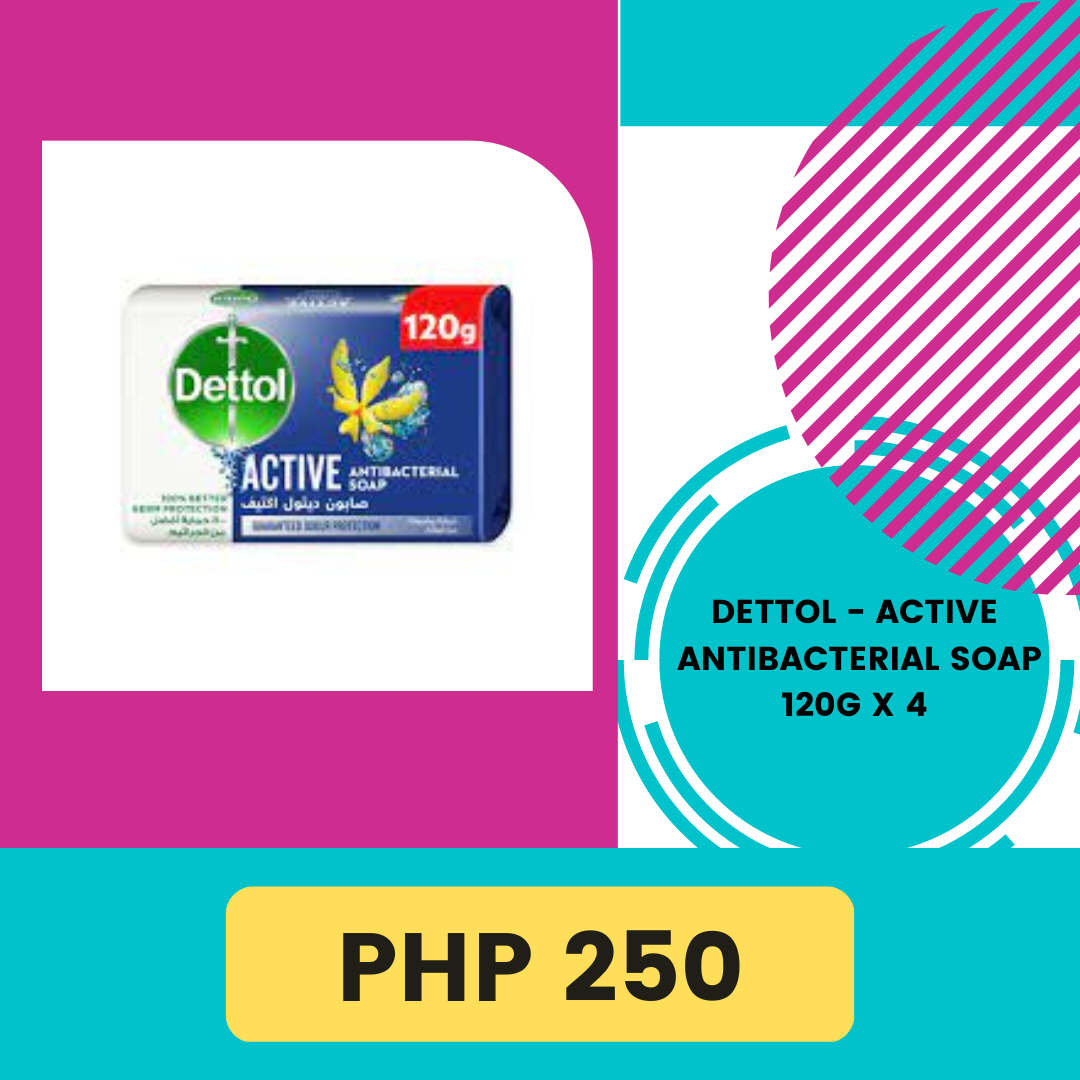 120g
Dettol
ACTIVE ANTIBACTERIAL
SOAP
صابون ديتول اكتيف
100% BETTER
GERM PROTECTION
GUARANTEED ODOUR PROTECTION
DETTOL - ACTIVE
ANTIBACTERIAL SOAP
120G X 4
PHP 250